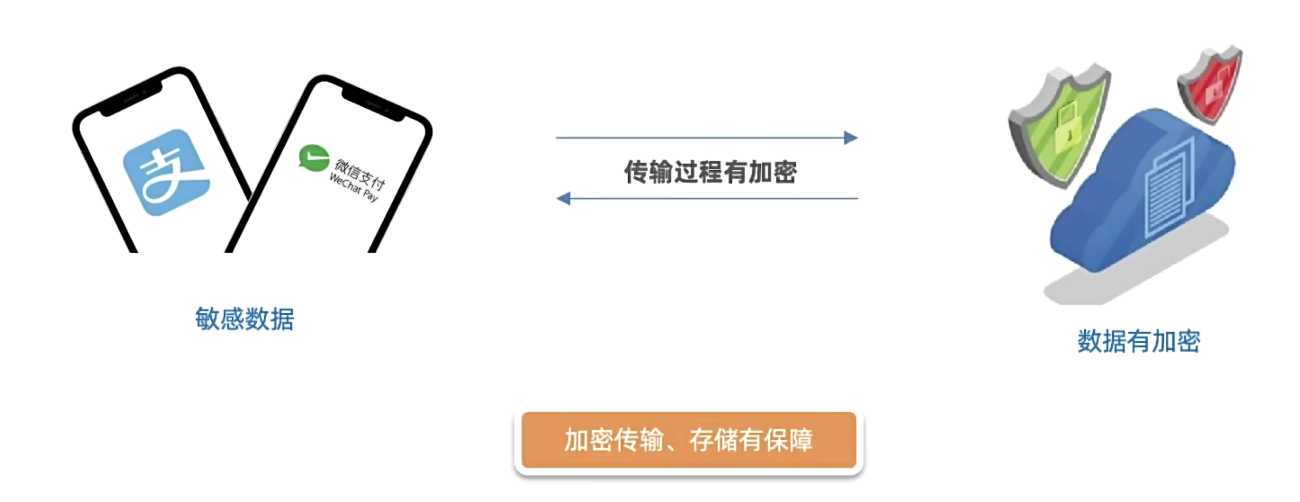 支
微信支付
WeChat Pay
传输过程有加密
敏感数据
数据有加密
加密传输、存储有保障